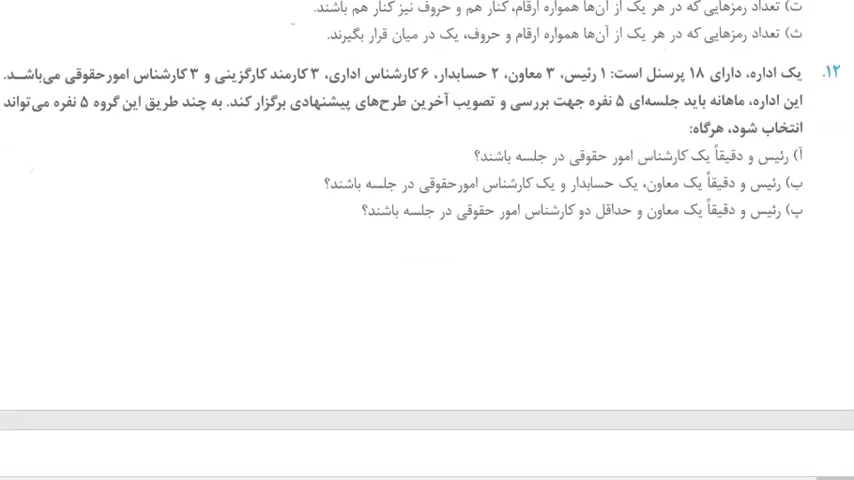 ت) تعداد رمزهایی که در هر یک از آن‌ها همواره ارقام، کنار هم و حروف نیز کنار هم باشند.
ث) تعداد رمزهایی که در هر یک از آن‌ها همواره ارقام و حروف، یک در میان قرار بگیرند.
۱۲. یک اداره، دارای ۱۸ پرسنل است: ۱ رئیس، ۳ معاون، ۲ حسابدار، ۶ کارشناس اداری، ۳ کارمند کارگزینی و ۳ کارشناس امور حقوقی می‌باشد.
این اداره، ماهانه باید جلسه‌ای ۵ نفره جهت بررسی و تصویب آخرین طرح‌های پیشنهادی برگزار کند. به چند طریق این گروه ۵ نفره می‌تواند
انتخاب شود، هرگاه:
آ) رئیس و دقیقاً یک کارشناس امور حقوقی در جلسه باشند؟
ب) رئیس و دقیقاً یک معاون، یک حسابدار و یک کارشناس امورحقوقی در جلسه باشند؟
پ) رئیس و دقیقاً یک معاون و حداقل دو کارشناس امور حقوقی در جلسه باشند؟